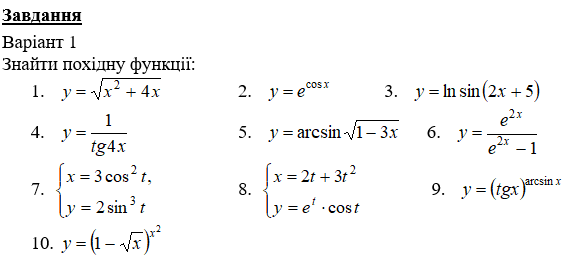 Завдання
Варіант 1
Знайти похідну функції:
1. y = √(x² + 4x) 2. y = e^(cos x) 3. y = ln sin(2x + 5)
4. y = 1/(tg4x) 5. y = arcsin √(1 − 3x) 6. y = e^(2x)/(e^(2x) − 1)
7. { x = 3cos² t, y = 2sin³ t 8. { x = 2t + 3t² y = e^t · cos t 9. y = (tgx)^(arcsin x)
10. y = (1 − √x)^(x²)